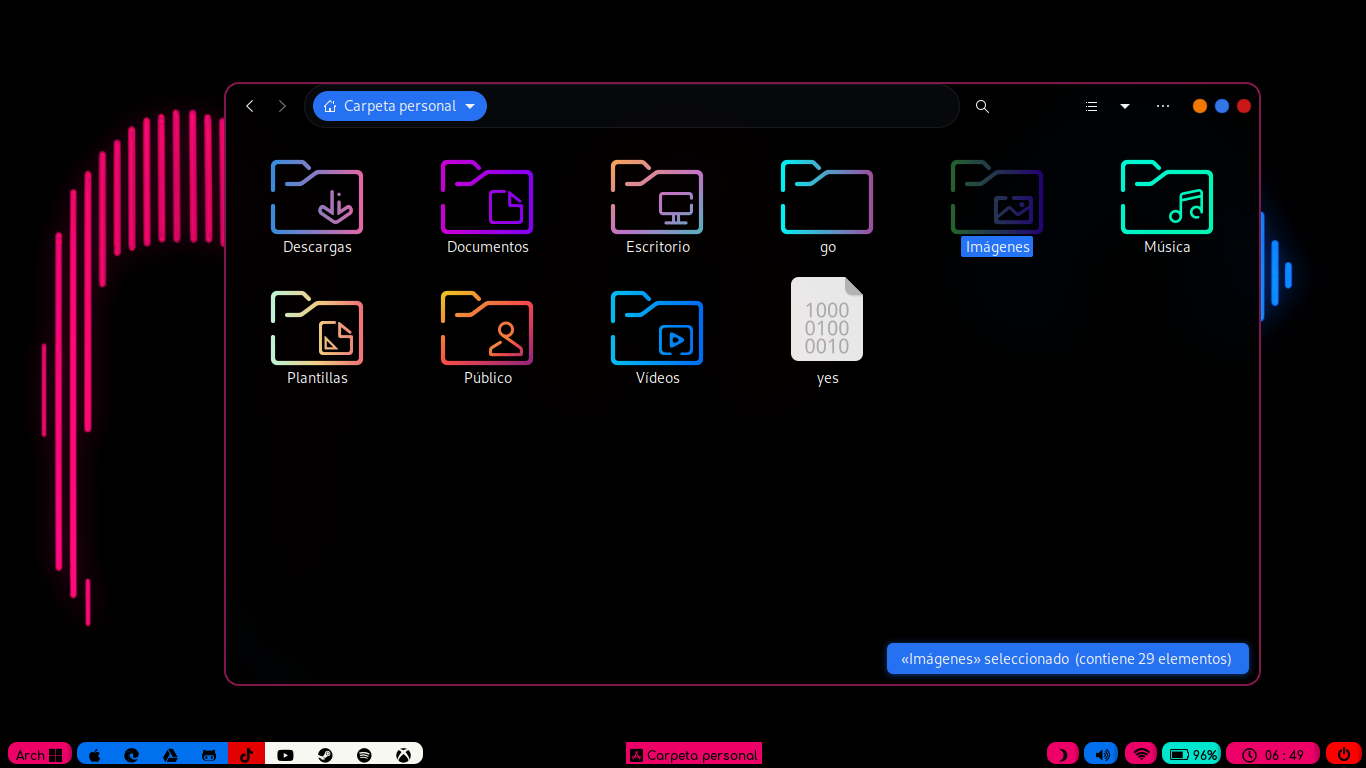 Carpeta personal
Descargas
Documentos
Escritorio
go
Imágenes
Música
1000
0100
0010
Plantillas
Público
Vídeos
yes
«Imágenes» seleccionado (contiene 29 elementos)
Arch
Carpeta personal
96%
06 : 49